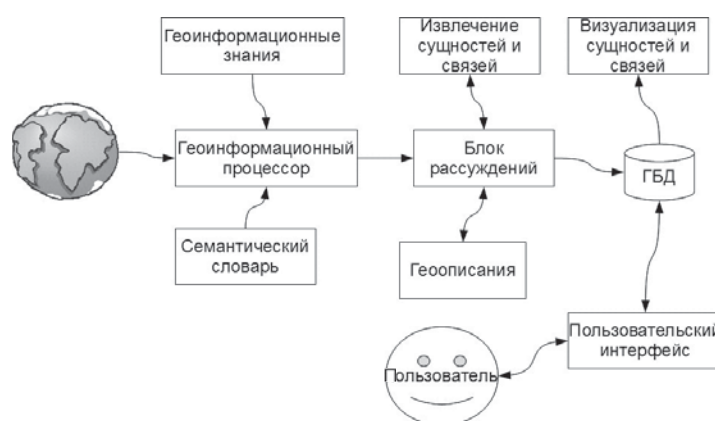 Геоинформационные
знания
Извлечение
сущностей и
связей
Визуализация
сущностей и
связей
Геоинформационный
процессор
Блок
рассуждений
ГБД
Семантический
словарь
Геоописания
Пользовательский
интерфейс
Пользователь